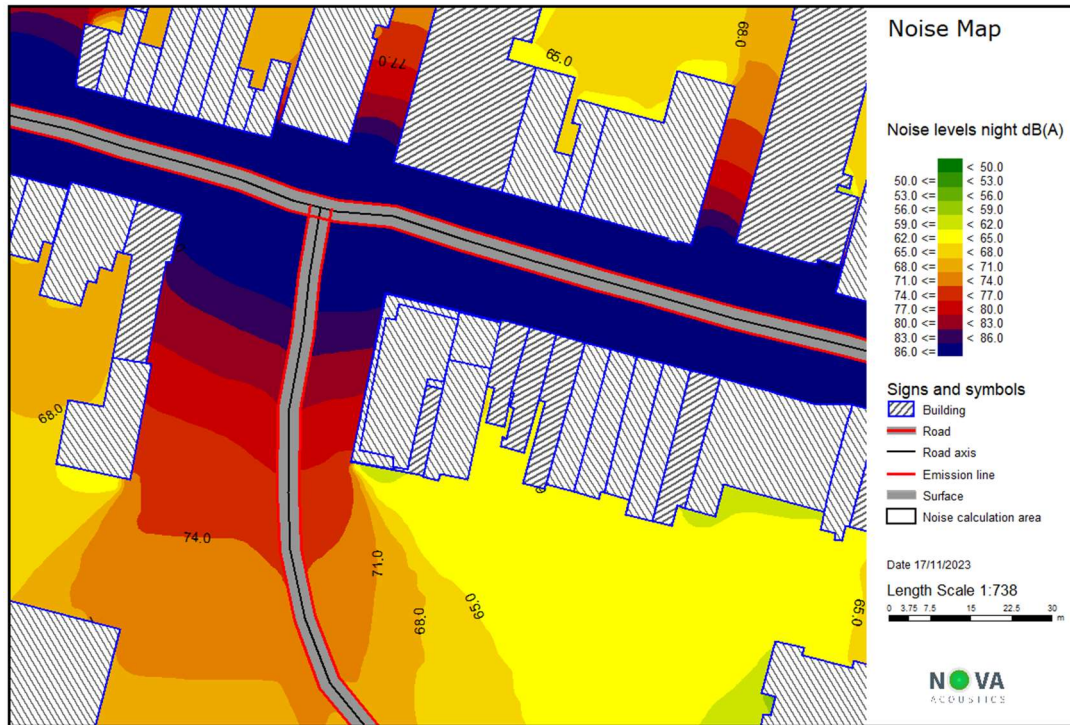 Noise Map
Noise levels night dB(A)
< 50.0
50.0 <= < 53.0
53.0 <= < 56.0
56.0 <= < 59.0
59.0 <= < 62.0
62.0 <= < 65.0
65.0 <= < 68.0
68.0 <= < 71.0
71.0 <= < 74.0
74.0 <= < 77.0
77.0 <= < 80.0
80.0 <= < 83.0
83.0 <= < 86.0
86.0 <=
Signs and symbols
Building
Road
Road axis
Emission line
Surface
Noise calculation area
Date 17/11/2023
Length Scale 1:738
0 3.75 7.5 15 22.5 30
m
NOVA
ACOUSTICS
68.0
65.0
77.0
68.0
74.0
71.0
68.0
65.0
65.0